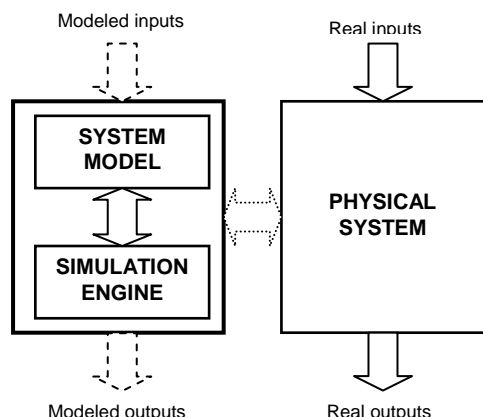 Modeled inputs
Real inputs
SYSTEM
MODEL
PHYSICAL
SYSTEM
SIMULATION
ENGINE
Modeled outputs
Real outputs